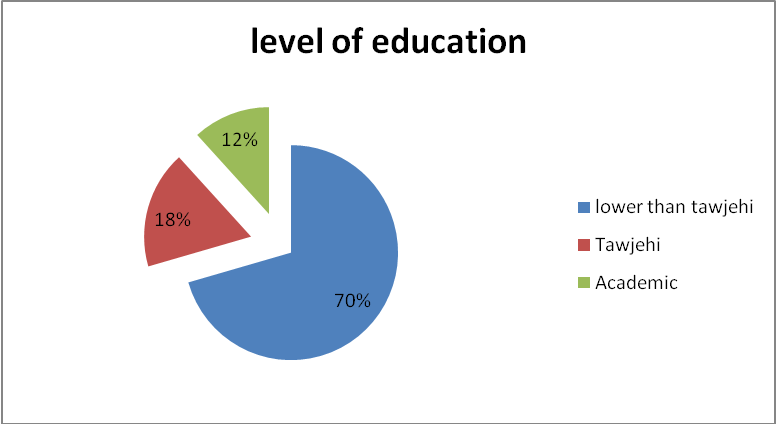 level of education
12%
18%
70%
lower than tawjehi
Tawjehi
Academic